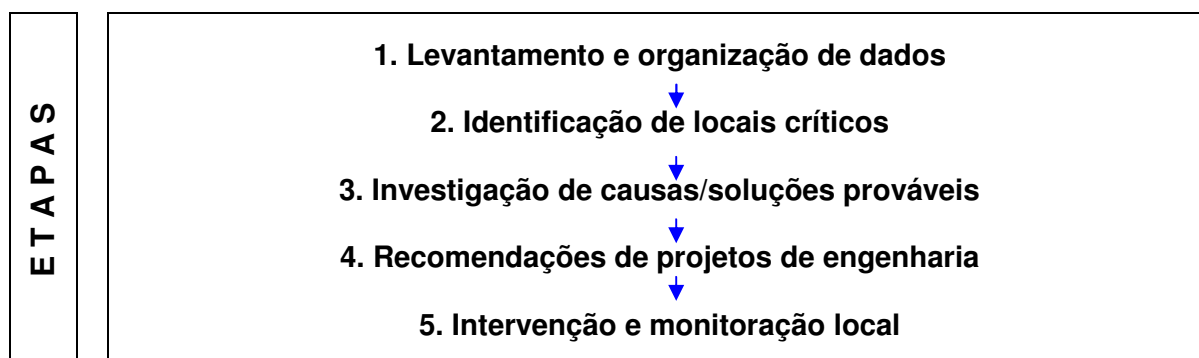 E T A P A S
1. Levantamento e organização de dados
2. Identificação de locais críticos
3. Investigação de causas/soluções prováveis
4. Recomendações de projetos de engenharia
5. Intervenção e monitoração local